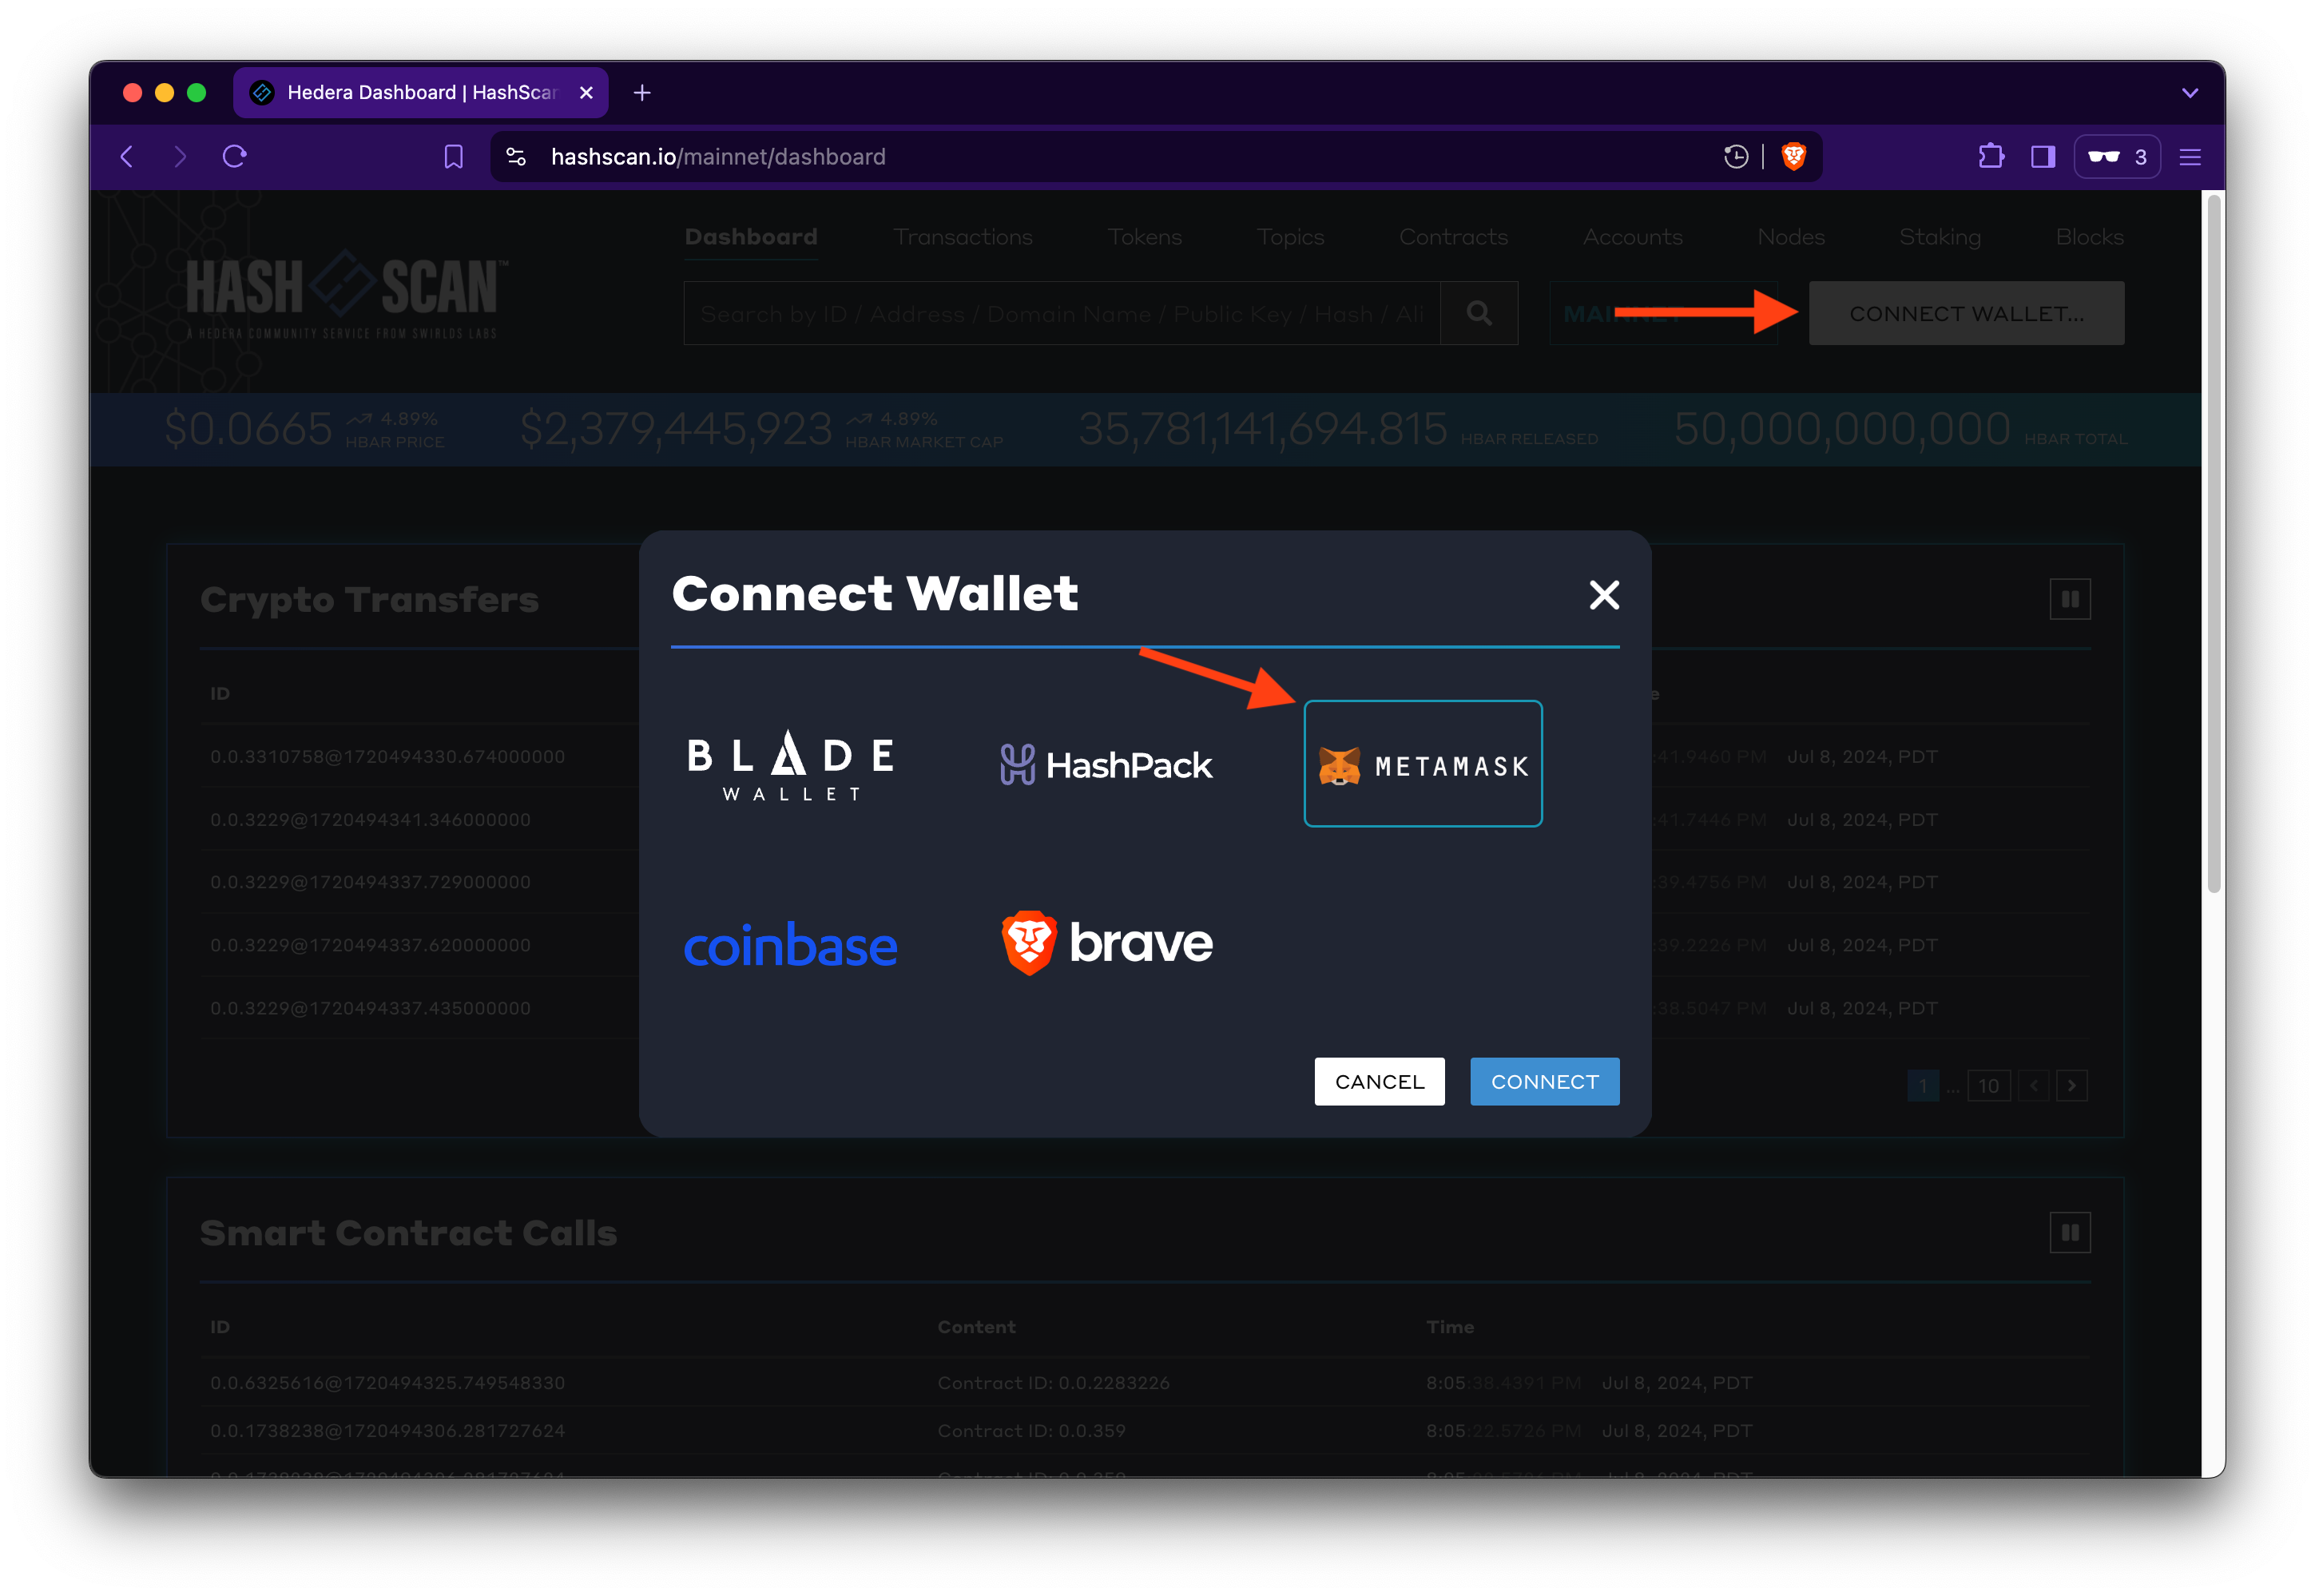 Hedera Dashboard | HashScan
hashscan.io/mainnet/dashboard
3
Dashboard Transactions Tokens Topics Contracts Accounts Nodes Staking Blocks
HASH SCAN™
A HEDERA COMMUNITY SERVICE FROM SWIRLDS LABS
Search by ID / Address / Domain Name / Public Key / Hash / Ali
MAINNET
CONNECT WALLET...
$0.0665 4.89% HBAR PRICE
$2,379,445,923 4.89% HBAR MARKET CAP
35,781,141,694.815 HBAR RELEASED
50,000,000,000 HBAR TOTAL
Crypto Transfers
ID
0.0.3310758@1720494330.674000000
:41.9460 PM Jul 8, 2024, PDT
0.0.3229@1720494341.346000000
:41.7446 PM Jul 8, 2024, PDT
0.0.3229@1720494337.729000000
:39.4756 PM Jul 8, 2024, PDT
0.0.3229@1720494337.620000000
:39.2226 PM Jul 8, 2024, PDT
0.0.3229@1720494337.435000000
:38.5047 PM Jul 8, 2024, PDT
1 ... 10
Connect Wallet
BLADE
WALLET
HashPack
METAMASK
coinbase
brave
CANCEL
CONNECT
Smart Contract Calls
ID Content Time
0.0.6325616@1720494325.749548330 Contract ID: 0.0.2283226 8:05:38.4391 PM Jul 8, 2024, PDT
0.0.1738238@1720494306.281727624 Contract ID: 0.0.359 8:05:22.5726 PM Jul 8, 2024, PDT